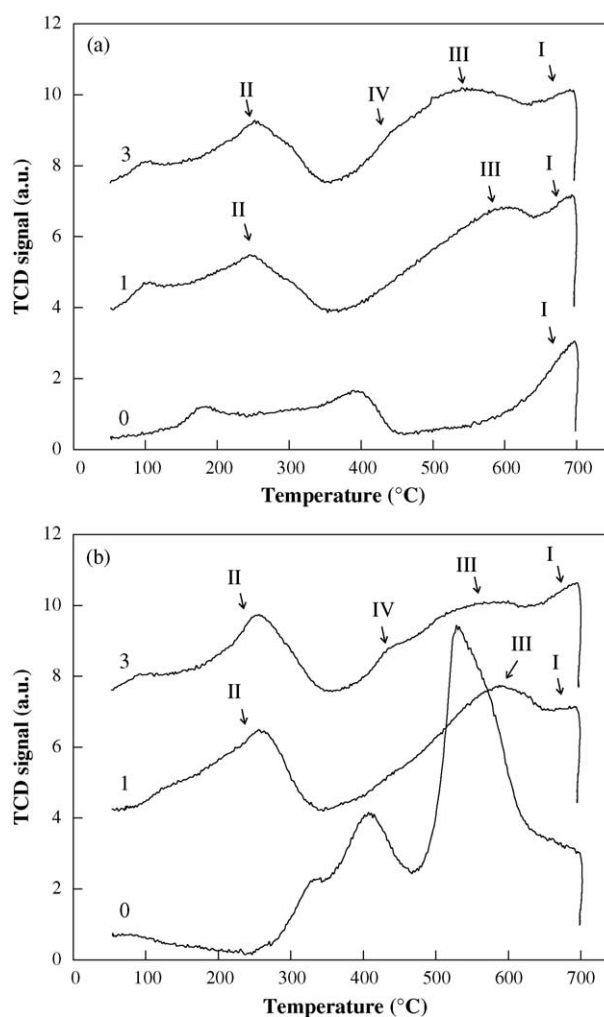 (a)
12
10
8
6
4
2
0
TCD signal (a.u.)
3
II
IV
III
I
1
II
III
I
0
I
0 100 200 300 400 500 600 700
Temperature (°C)
(b)
12
10
8
6
4
2
0
TCD signal (a.u.)
3
II
IV
III
I
1
II
III
I
0
0 100 200 300 400 500 600 700
Temperature (°C)